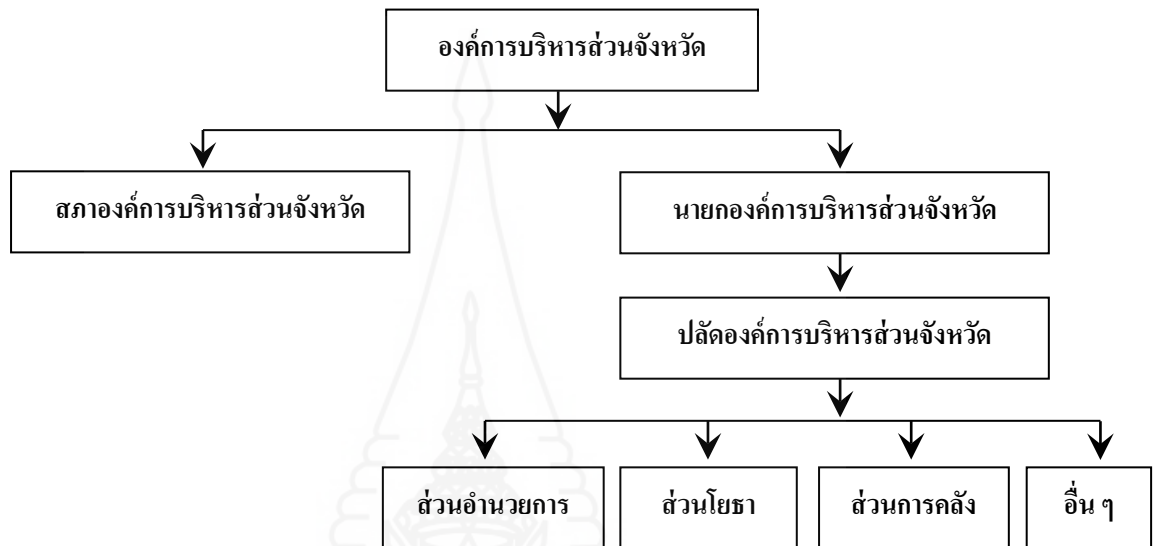 องค์การบริหารส่วนจังหวัด
สภาองค์การบริหารส่วนจังหวัด
นายกองค์การบริหารส่วนจังหวัด
ปลัดองค์การบริหารส่วนจังหวัด
ส่วนอำนวยการ
ส่วนโยธา
ส่วนการคลัง
อื่น ๆ